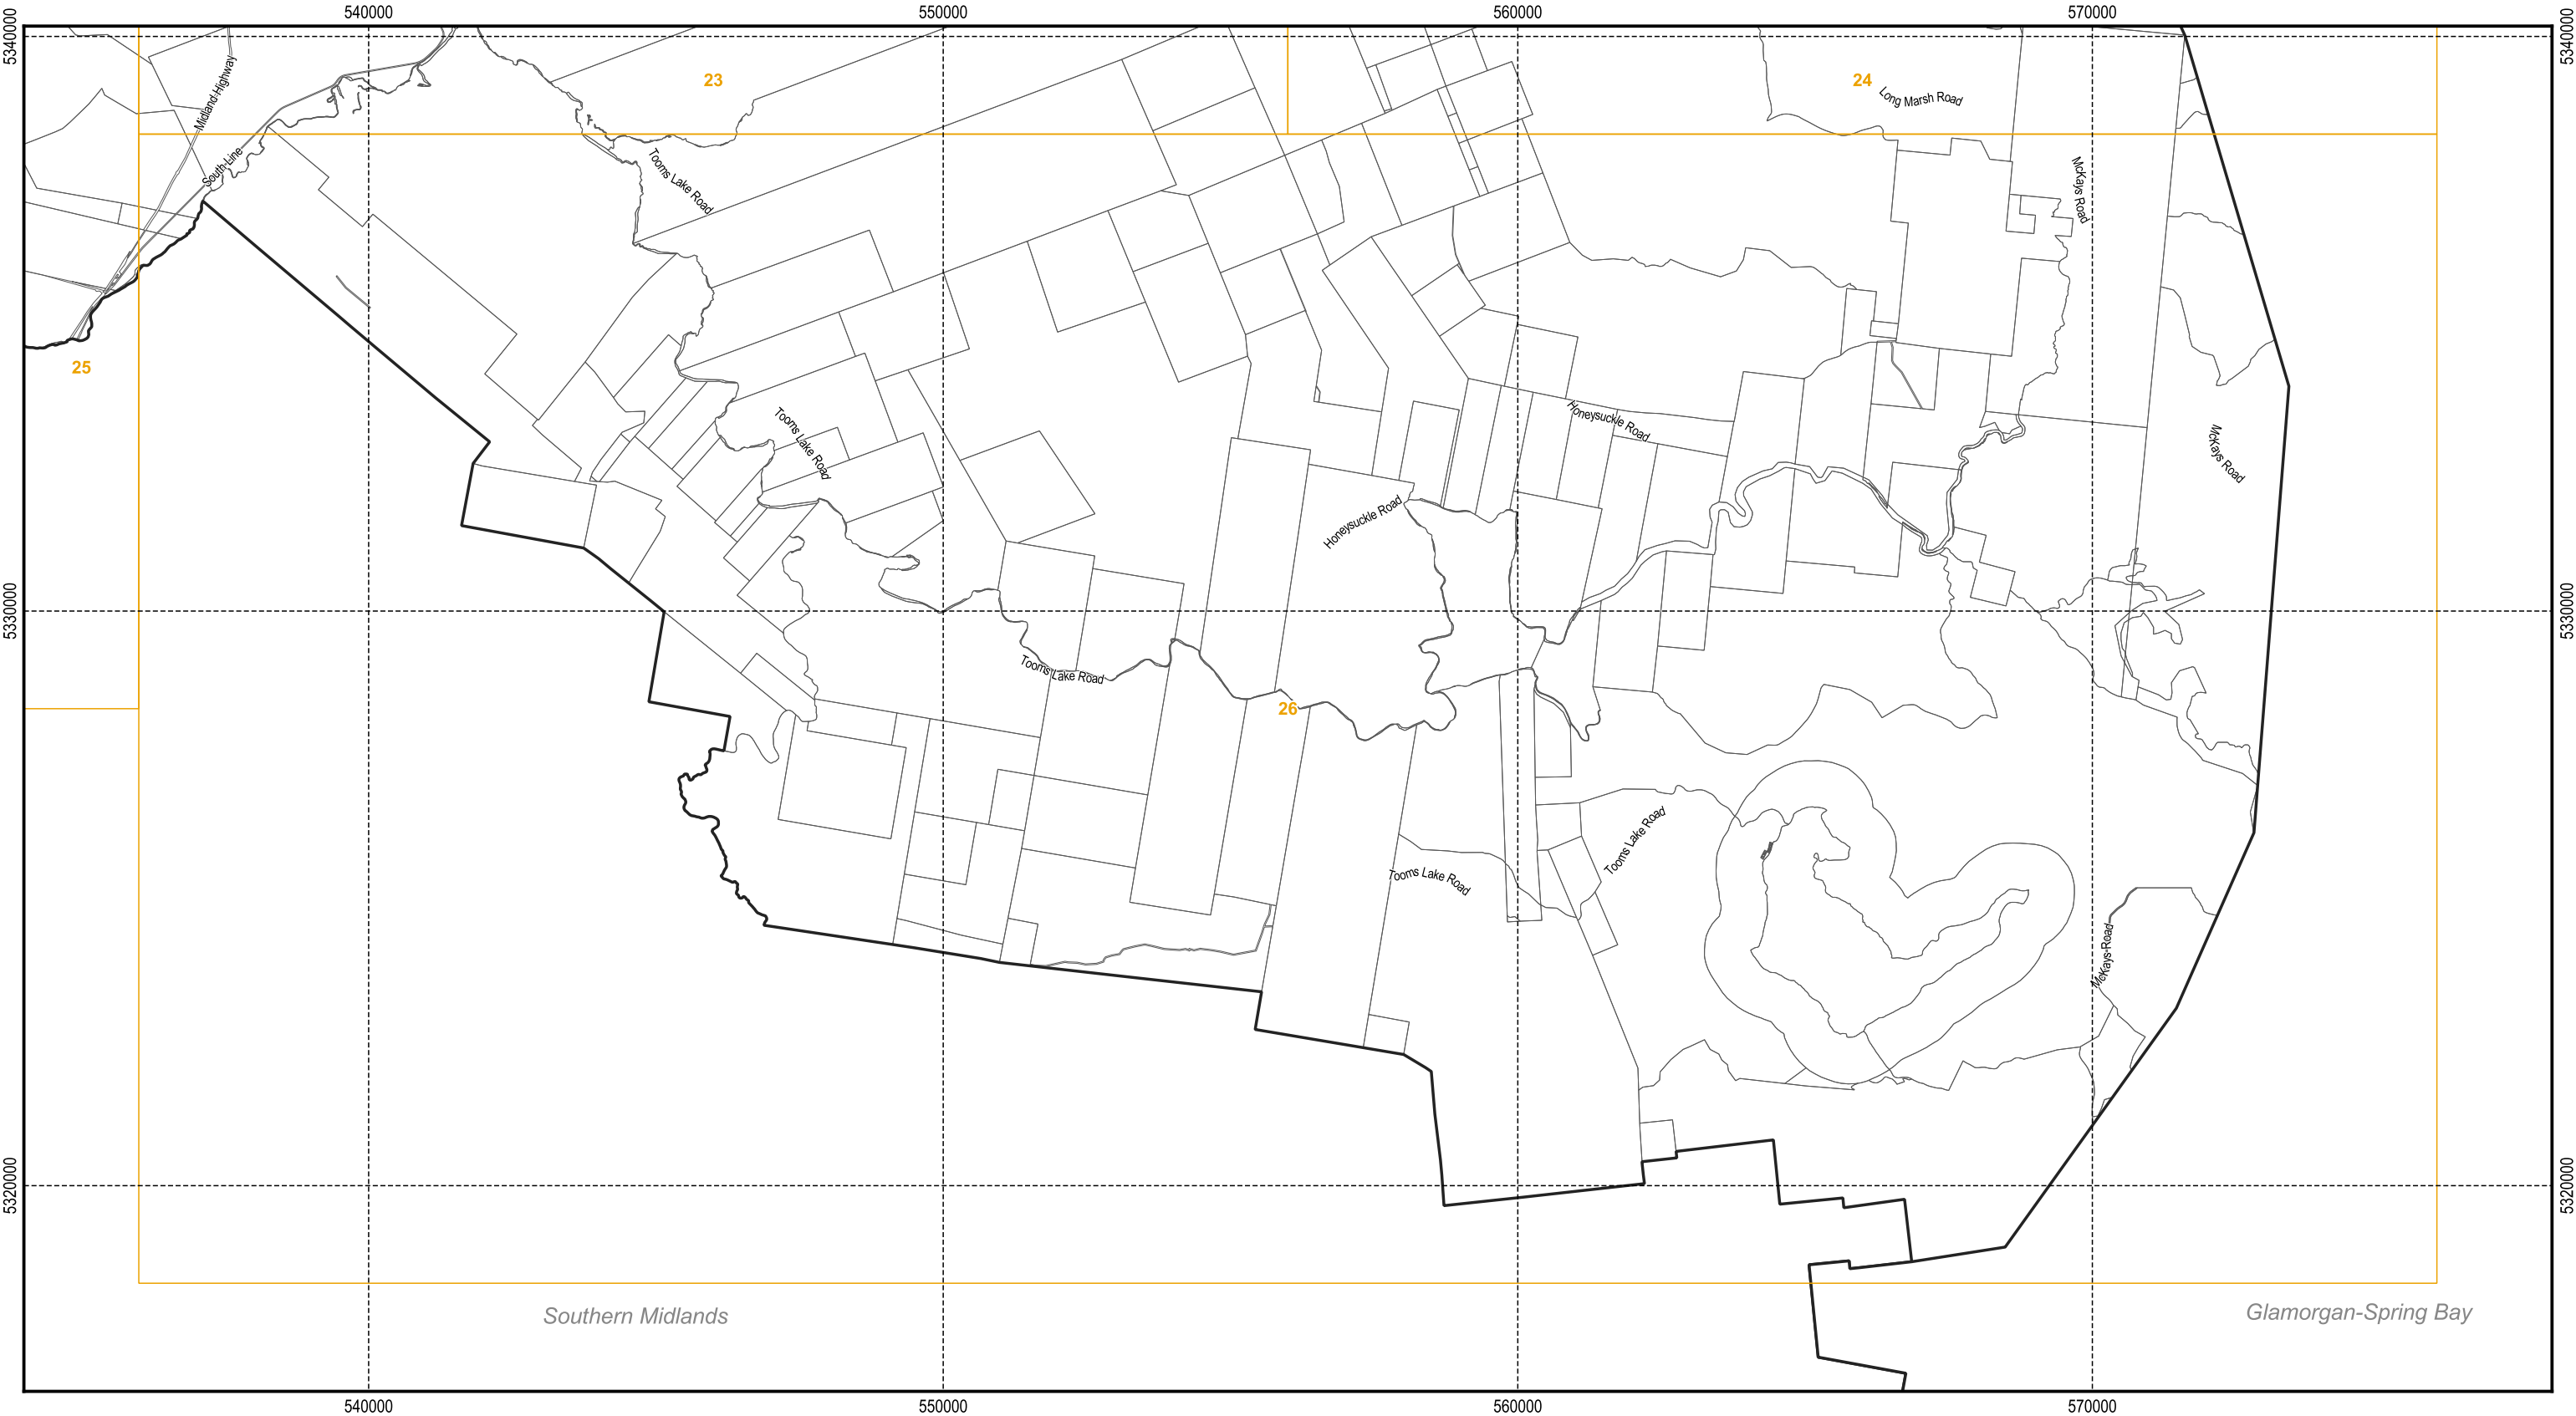 540000
550000
560000
570000
5340000
5340000
23
24
Long Marsh Road
Midland Highway
South Line
Tooms Lake Road
McKays Road
25
Tooms Lake Road
Honeysuckle Road
McKays Road
Honeysuckle Road
5330000
5330000
Tooms Lake Road
26
Tooms Lake Road
Tooms Lake Road
McKays Road
5320000
5320000
Southern Midlands
Glamorgan-Spring Bay
540000
550000
560000
570000